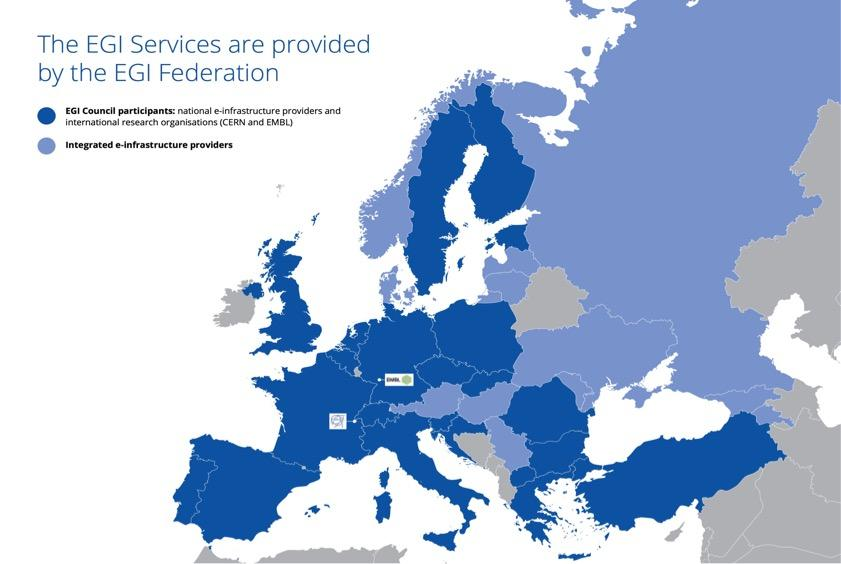 The EGI Services are provided
by the EGI Federation
EGI Council participants: national e-infrastructure providers and
international research organisations (CERN and EMBL)
Integrated e-infrastructure providers
EMBL